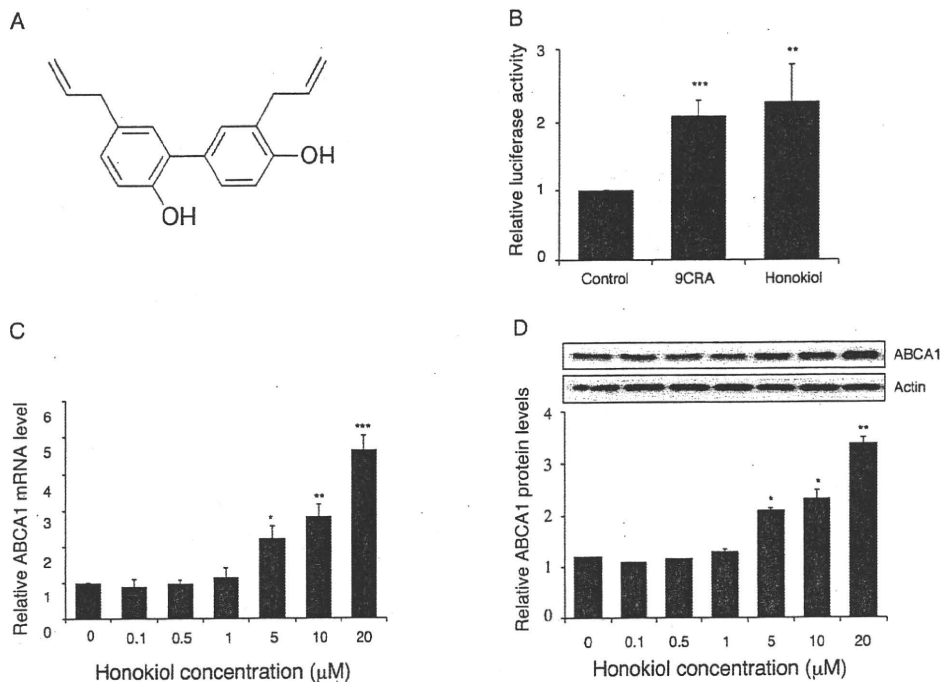 A
OH
OH
B
Relative luciferase activity
3
2
1
0
***
**
Control 9CRA Honokiol
C
Relative ABCA1 mRNA level
6
5
4
3
2
1
0
*
**
***
0 0.1 0.5 1 5 10 20
Honokiol concentration (μM)
D
ABCA1
Actin
Relative ABCA1 protein levels
4
2
1
0
*
*
**
0 0.1 0.5 1 5 10 20
Honokiol concentration (μM)